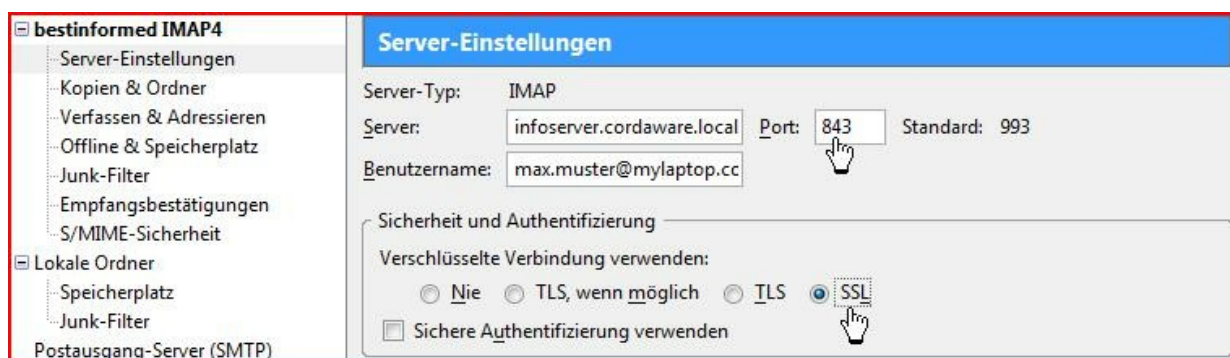 bestinformed IMAP4
Server-Einstellungen
Kopien & Ordner
Verfassen & Adressieren
Offline & Speicherplatz
Junk-Filter
Empfangsbestätigungen
S/MIME-Sicherheit
Lokale Ordner
Speicherplatz
Junk-Filter
Postausgang-Server (SMTP)
Server-Einstellungen
Server-Typ: IMAP
Server: infoserver.cordaware.local Port: 843 Standard: 993
Benutzername: max.muster@mylaptop.cc
Sicherheit und Authentifizierung
Verschlüsselte Verbindung verwenden:
Nie TLS, wenn möglich TLS SSL
Sichere Authentifizierung verwenden